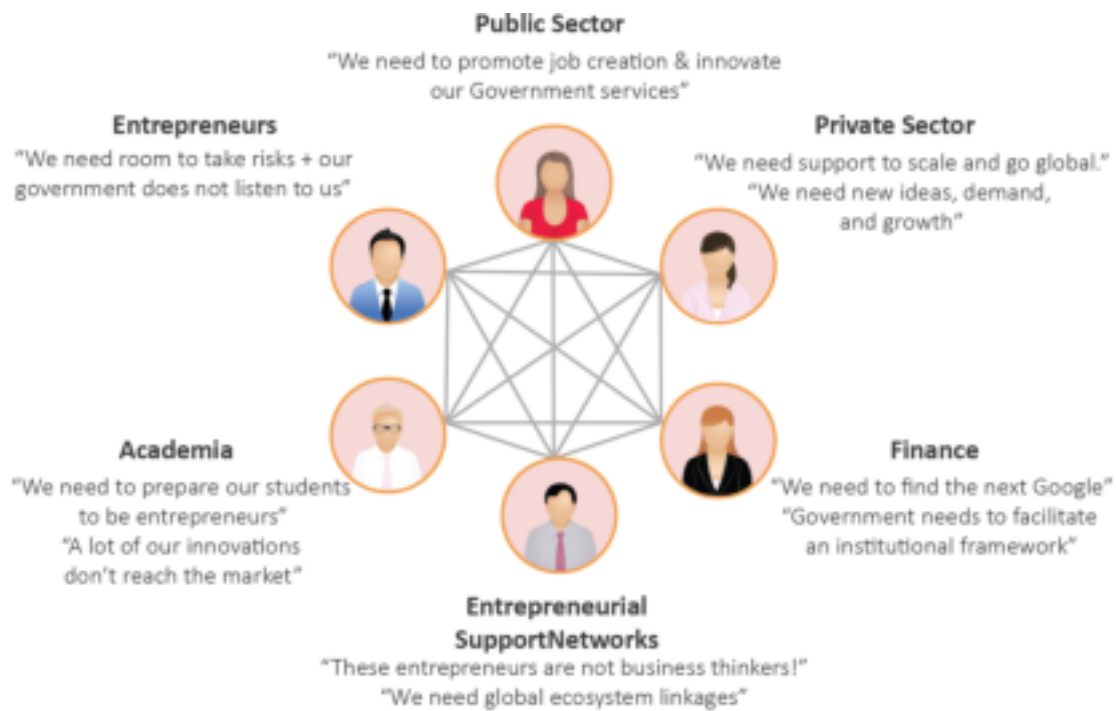 Public Sector
“We need to promote job creation & innovate
our Government services”
Entrepreneurs
“We need room to take risks + our
government does not listen to us”
Private Sector
“We need support to scale and go global.”
“We need new ideas, demand,
and growth”
Academia
“We need to prepare our students
to be entrepreneurs”
“A lot of our innovations
don’t reach the market”
Finance
“We need to find the next Google”
“Government needs to facilitate
an institutional framework”
Entrepreneurial
SupportNetworks
“These entrepreneurs are not business thinkers!”
“We need global ecosystem linkages”